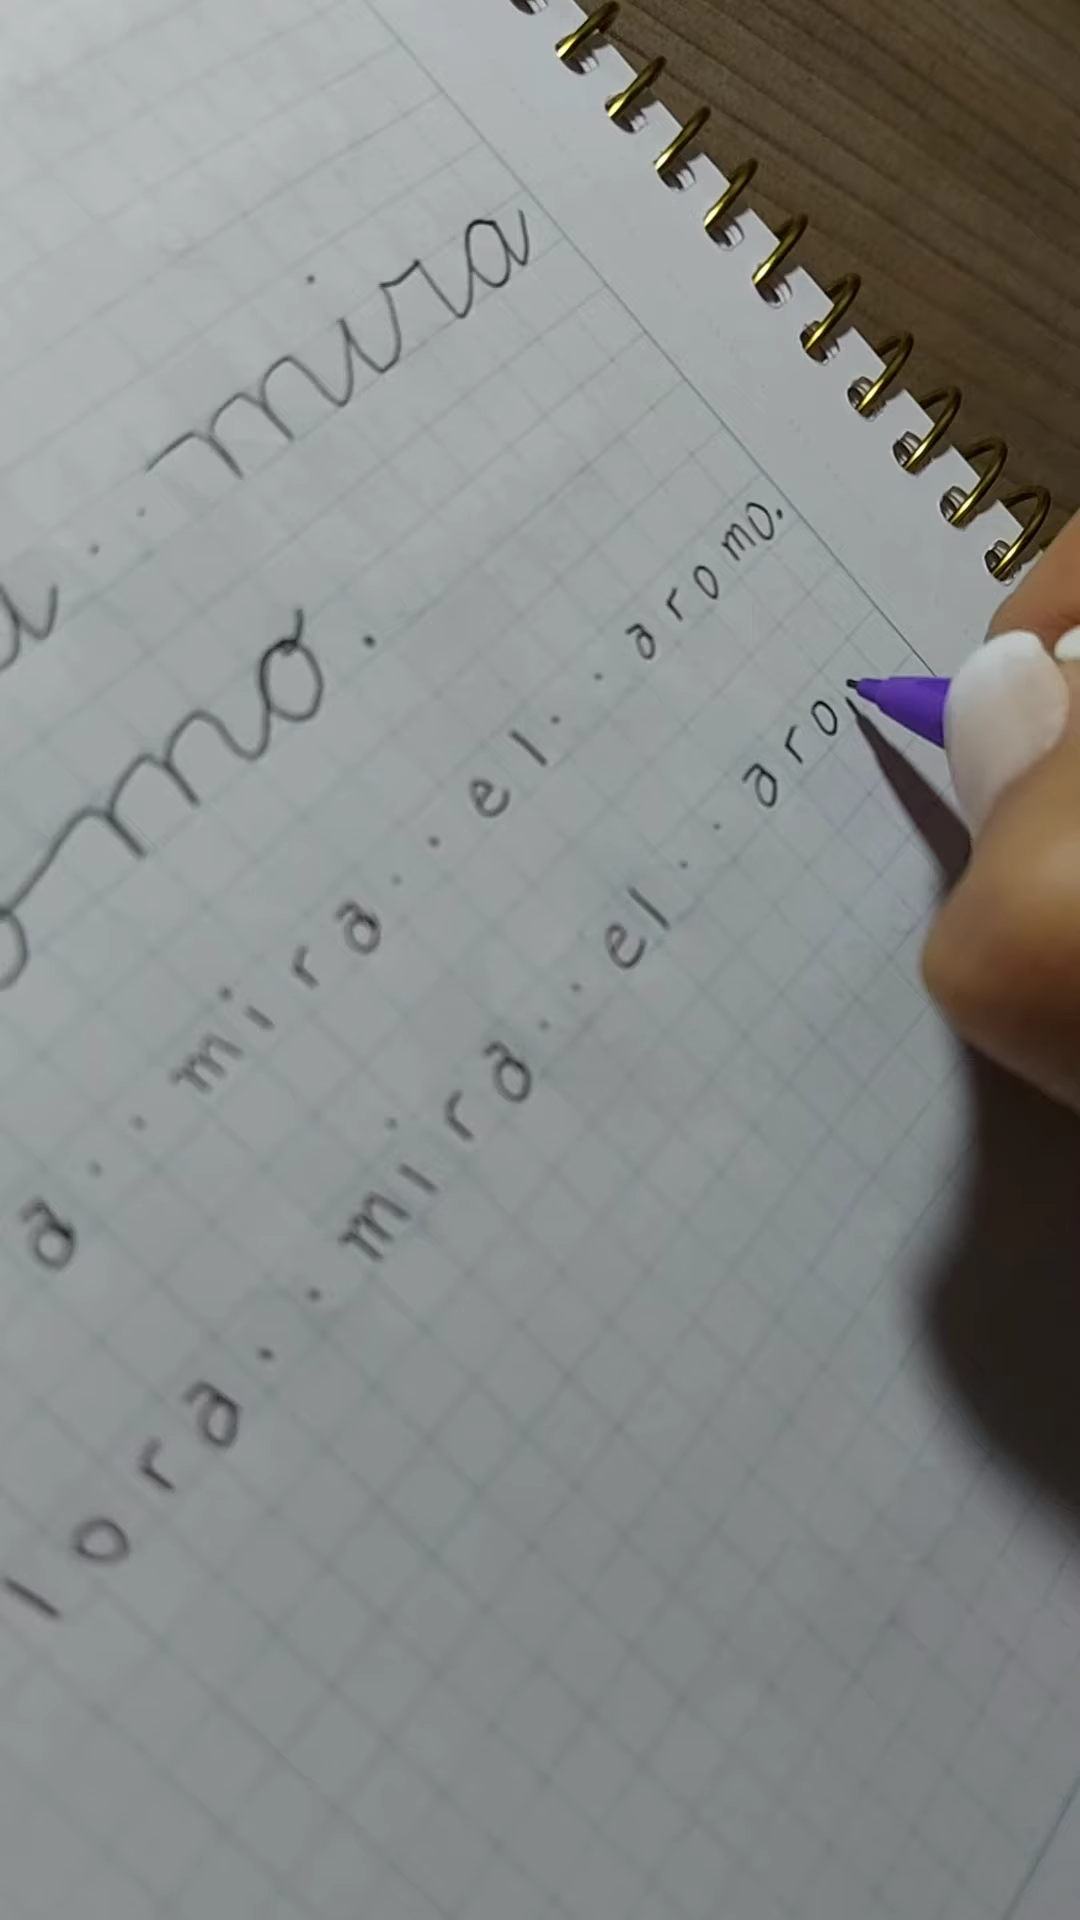 a . . mira
omo.
a . . mira . . el . . aromo.
lora . . mira . . el . . aro